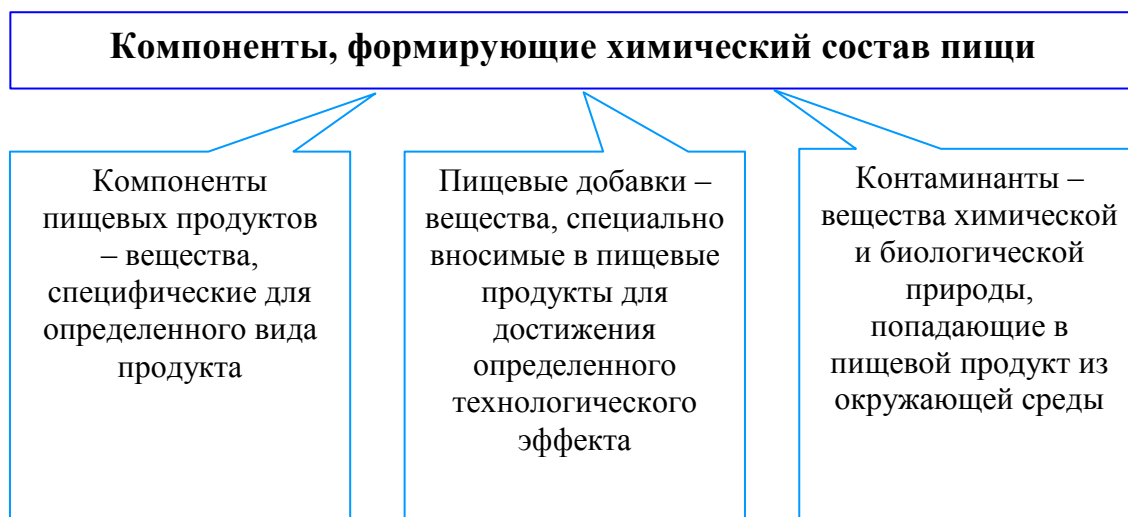 Компоненты, формирующие химический состав пищи
Компоненты
пищевых продуктов
– вещества,
специфические для
определенного вида
продукта
Пищевые добавки –
вещества, специально
вносимые в пищевые
продукты для
достижения
определенного
технологического
эффекта
Контаминанты –
вещества химической
и биологической
природы,
попадающие в
пищевой продукт из
окружающей среды